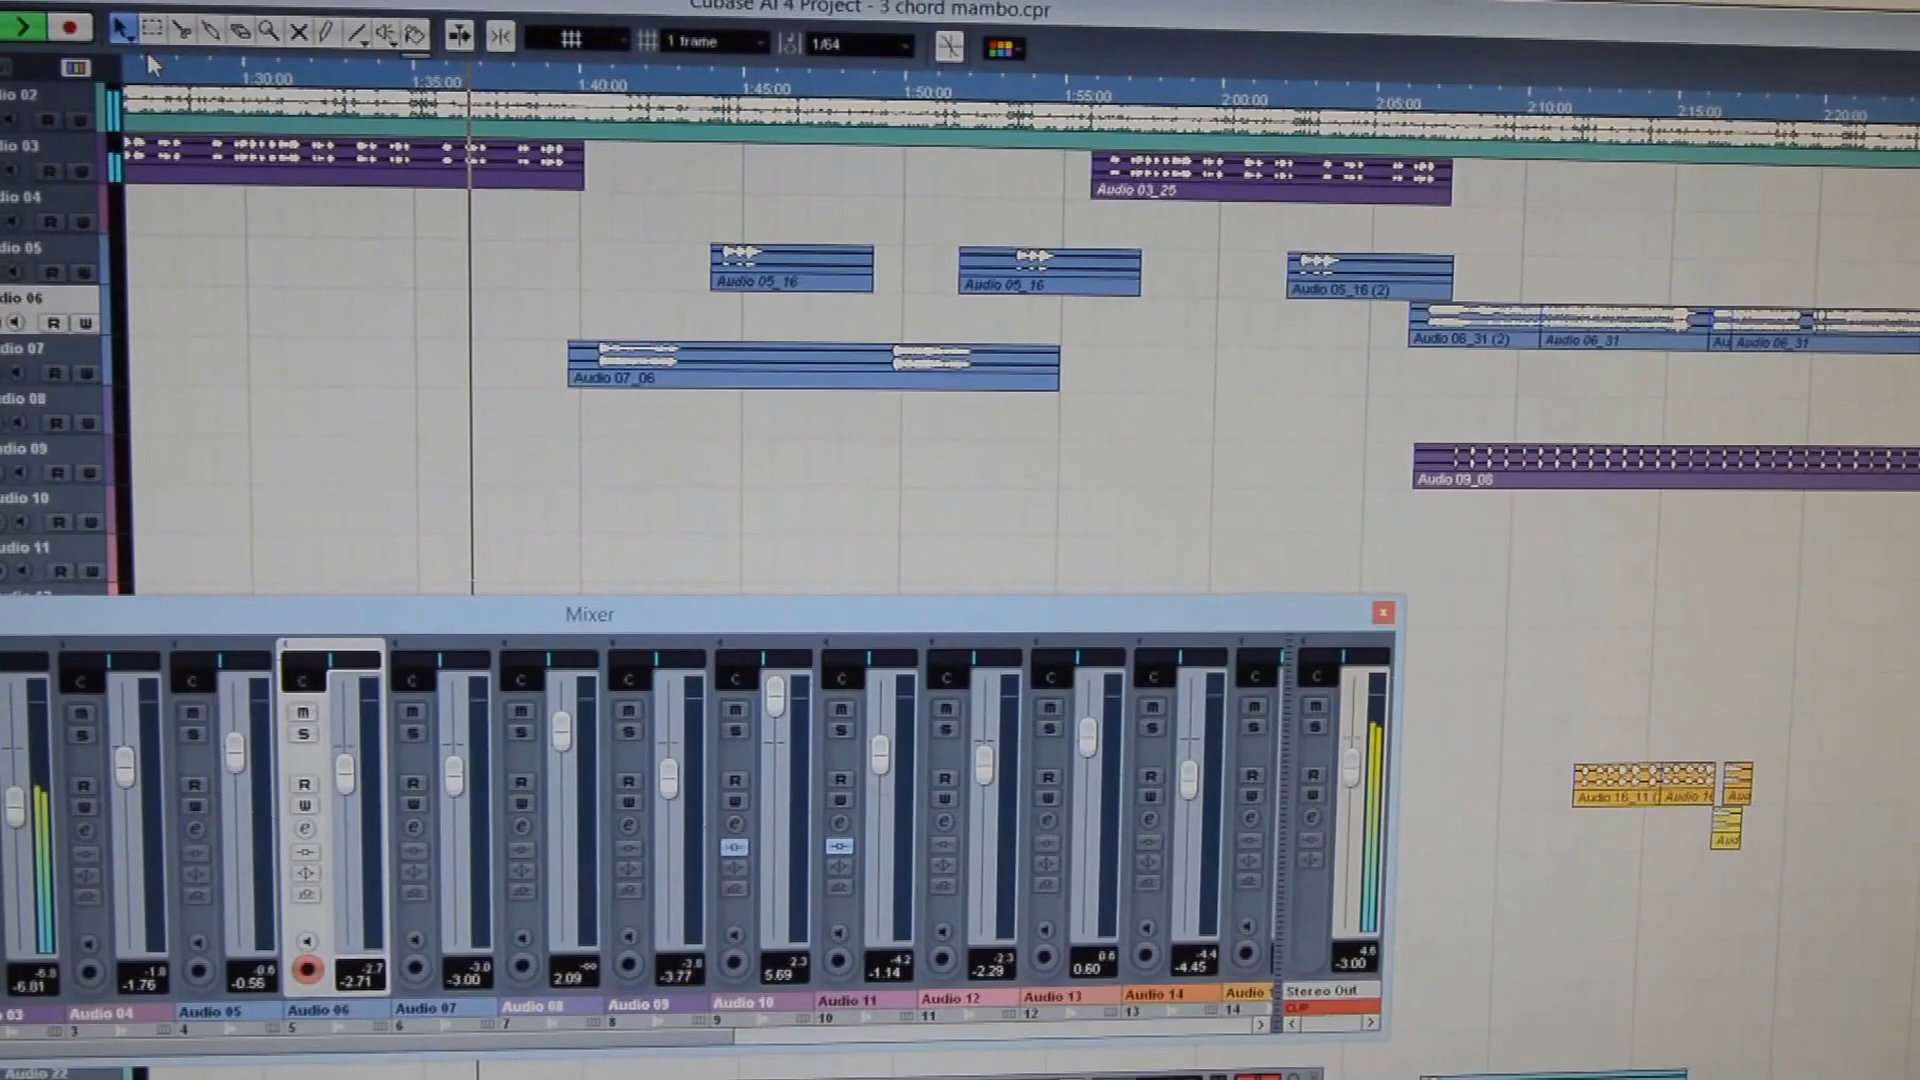 Cubase AI 4 Project - 3 chord mambo.cpr
1 frame
1/64
1:30:00 1:35:00 1:40:00 1:45:00 1:50:00 1:55:00 2:00:00 2:05:00 2:10:00 2:15:00 2:20:00
dio 02
R W
dio 03
R W
Audio 03_25
dio 04
R W
dio 05
R W
Audio 05_16 Audio 05_16 Audio 05_16 (2)
dio 06
R W
Audio 06_31 (2) Audio 06_31 Au Audio 06_31
dio 07
R W
Audio 07_06
dio 08
R W
udio 09
R W
Audio 09_06
udio 10
R W
udio 11
R W
Mixer
x
C C C C C C C C C C C C C
m m m m m m m m m m m m m
S S S S S S S S S S S S S
R R R R R R R R R R R R
W W W W W W W W W W W W
e e e e e e e e e e e e e
Audio 16_11 ( Audio 16 Aud
Aud
-6.8 -1.8 -0.6 -2.7 -3.0 -∞ -3.8 2.3 -4.2 -2.3 0.6 -4.4 4.6
-6.81 -1.76 -0.56 -2.71 -3.00 2.09 -3.77 5.69 -1.14 -2.29 0.60 -4.45 -3.00
03 Audio 04 Audio 05 Audio 06 Audio 07 Audio 08 Audio 09 Audio 10 Audio 11 Audio 12 Audio 13 Audio 14 Audio 1 Stereo Out
3 4 5 6 7 8 9 10 11 12 13 14 CLIP
Audio 22